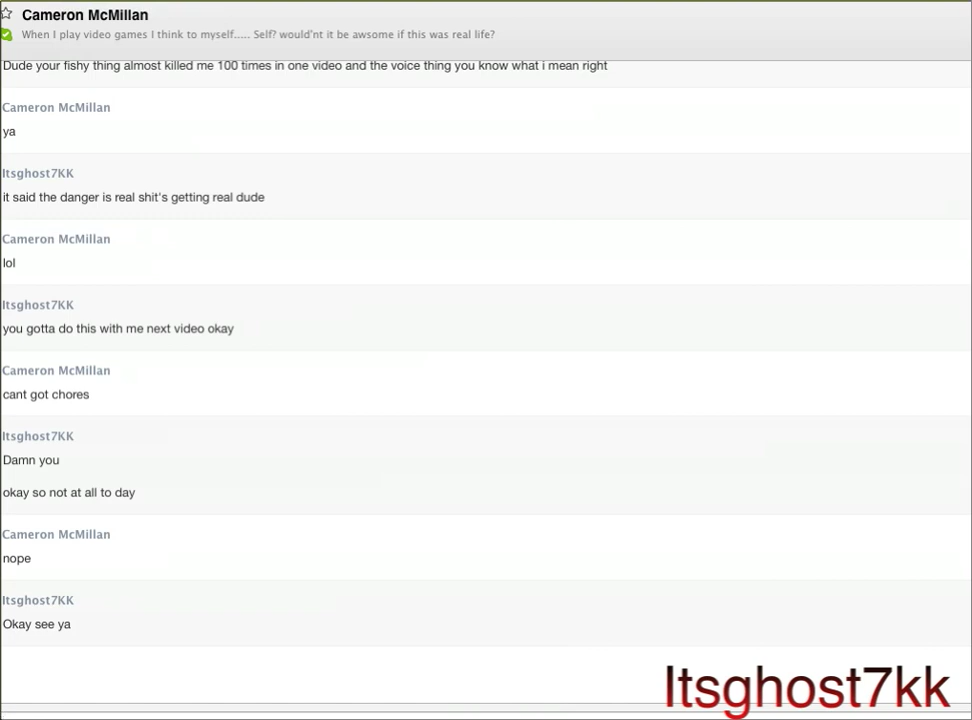 Cameron McMillan
When I play video games I think to myself..... Self? would'nt it be awsome if this was real life?
Dude your fishy thing almost killed me 100 times in one video and the voice thing you know what i mean right
Cameron McMillan
ya
Itsghost7KK
it said the danger is real shit's getting real dude
Cameron McMillan
lol
Itsghost7KK
you gotta do this with me next video okay
Cameron McMillan
cant got chores
Itsghost7KK
Damn you
okay so not at all to day
Cameron McMillan
nope
Itsghost7KK
Okay see ya
Itsghost7kk